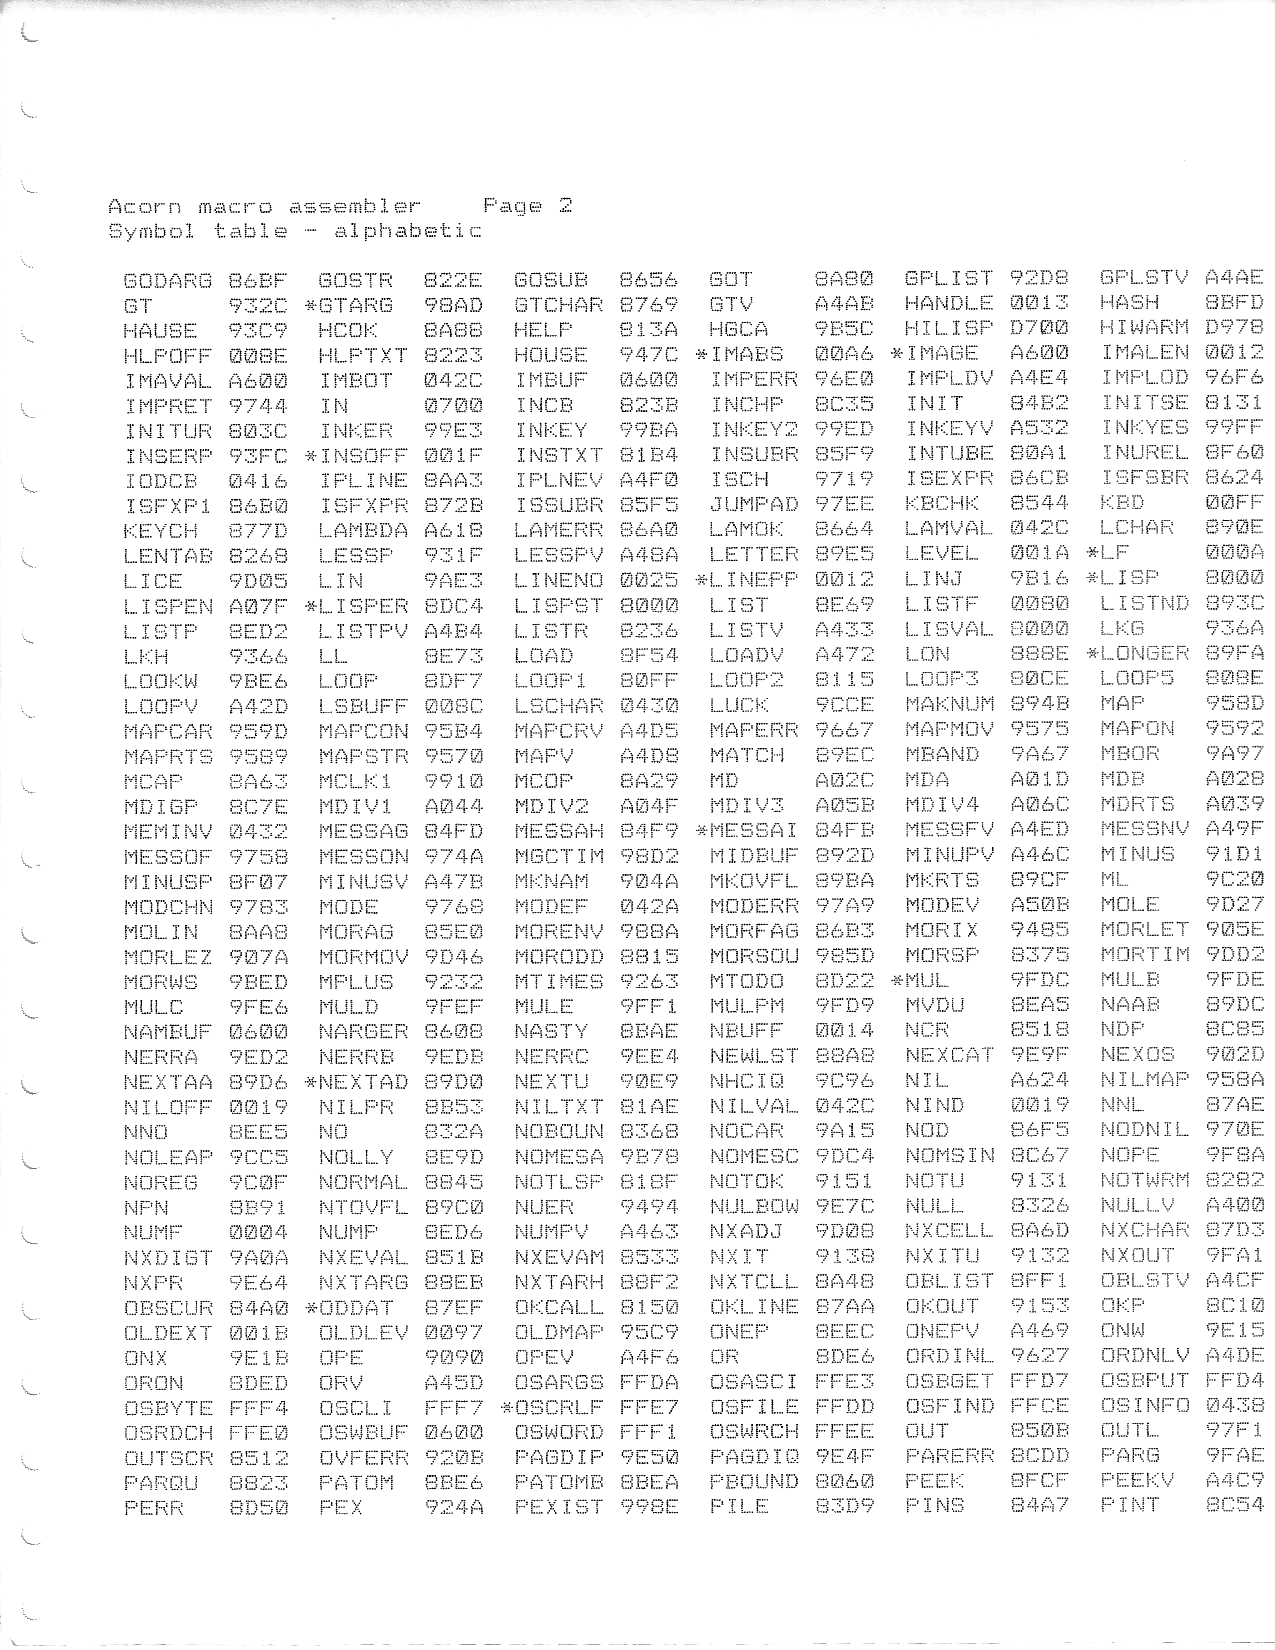 Acorn macro assembler    Page 2
Symbol table - alphabetic
GODARG 86BF  GOSTR  822E  GOSUB  8656  GOT    8A80  GPLIST 92D8  GPLSTV A4AE
GT     932C *GTARG  98AD  GTCHAR 8769  GTV    A4AB  HANDLE 0013  HASH   8BFD
HAUSE  93C9  HCOK   8A88  HELP   813A  HGCA   9B5C  HILISP D700  HIWARM D978
HLPOFF 008E  HLPTXT 8223  HOUSE  947C *IMABS  00A6 *IMAGE  A600  IMALEN 0012
IMAVAL A600  IMBOT  042C  IMBUF  0600  IMPERR 96E0  IMPLDV A4E4  IMPLOD 96F6
IMPRET 9744  IN     0700  INCB   823B  INCHP  8C35  INIT   84B2  INITSE 8131
INITUR 803C  INKER  99E3  INKEY  99BA  INKEY2 99ED  INKEYV A532  INKYES 99FF
INSERP 93FC *INSOFF 001F  INSTXT 81B4  INSUBR 85F9  INTUBE 80A1  INUREL 8F60
IODCB  0416  IPLINE 8AA3  IPLNEV A4F0  ISCH   9719  ISEXPR 86CB  ISFSBR 8624
ISFXP1 86B0  ISFXPR 872B  ISSUBR 85F5  JUMPAD 97EE  KBCHK  8544  KBD    00FF
KEYCH  877D  LAMBDA A618  LAMERR 86A0  LAMOK  8664  LAMVAL 042C  LCHAR  890E
LENTAB 8268  LESSP  931F  LESSPV A48A  LETTER 89E5  LEVEL  001A *LF     000A
LICE   9D05  LIN    9AE3  LINENO 0025 *LINEPP 0012  LINJ   9B16 *LISP   8000
LISPEN A07F *LISPER 8DC4  LISPST 8000  LIST   8E69  LISTF  0080  LISTND 893C
LISTP  8ED2  LISTPV A4B4  LISTR  8236  LISTV  A433  LISVAL 8000  LKG    936A
LKH    9366  LL     8E73  LOAD   8F54  LOADV  A472  LON    888E *LONGER 89FA
LOOKW  9BE6  LOOP   8DF7  LOOP1  80FF  LOOP2  8115  LOOP3  80CE  LOOP5  808E
LOOPV  A42D  LSBUFF 008C  LSCHAR 0430  LUCK   9CCE  MAKNUM 894B  MAP    958D
MAPCAR 959D  MAPCON 95B4  MAPCRV A4D5  MAPERR 9667  MAPMOV 9575  MAPON  9592
MAPRTS 9589  MAPSTR 9570  MAPV   A4D8  MATCH  89EC  MBAND  9A67  MBOR   9A97
MCAP   8A63  MCLK1  9910  MCOP   8A29  MD     A02C  MDA    A01D  MDB    A028
MDIGP  8C7E  MDIV1  A044  MDIV2  A04F  MDIV3  A05B  MDIV4  A06C  MDRTS  A039
MEMINV 0432  MESSAG 84FD  MESSAH 84F9 *MESSAI 84FB  MESSFV A4ED  MESSNV A49F
MESSOF 9758  MESSON 974A  MGCTIM 98D2  MIDBUF 892D  MINUPV A46C  MINUS  91D1
MINUSP 8F07  MINUSV A47B  MKNAM  904A  MKOVFL 89BA  MKRTS  89CF  ML     9C20
MODCHN 9783  MODE   9768  MODEF  042A  MODERR 97A9  MODEV  A50B  MOLE   9D27
MOLIN  8AA8  MORAG  85E0  MORENV 988A  MORFAG 86B3  MORIX  9485  MORLET 905E
MORLEZ 907A  MORMOV 9D46  MORODD 8815  MORSOU 985D  MORSP  8375  MORTIM 9DD2
MORWS  9BED  MPLUS  9232  MTIMES 9263  MTODO  8D22 *MUL    9FDC  MULB   9FDE
MULC   9FE6  MULD   9FEF  MULE   9FF1  MULPM  9FD9  MVDU   8EA5  NAAB   89DC
NAMBUF 0600  NARGER 8608  NASTY  8BAE  NBUFF  0014  NCR    8518  NDP    8C85
NERRA  9ED2  NERRB  9EDB  NERRC  9EE4  NEWLST 88A8  NEXCAT 9E9F  NEXOS  902D
NEXTAA 89D6 *NEXTAD 89D0  NEXTU  90E9  NHCIQ  9C96  NIL    A624  NILMAP 958A
NILOFF 0019  NILPR  8B53  NILTXT 81AE  NILVAL 042C  NIND   0019  NNL    87AE
NNO    8EE5  NO     832A  NOBOUN 8368  NOCAR  9A15  NOD    86F5  NODNIL 970E
NOLEAP 9CC5  NOLLY  8E9D  NOMESA 9B78  NOMESC 9DC4  NOMSIN 8C67  NOPE   9F8A
NOREG  9C0F  NORMAL 8845  NOTLSP 818F  NOTOK  9151  NOTU   9131  NOTWRM 8282
NPN    8B91  NTOVFL 89C0  NUER   9494  NULBOW 9E7C  NULL   8326  NULLV  A400
NUMF   0004  NUMP   8ED6  NUMPV  A463  NXADJ  9D08  NXCELL 8A6D  NXCHAR 87D3
NXDIGT 9A0A  NXEVAL 851B  NXEVAM 8533  NXIT   9138  NXITU  9132  NXOUT  9FA1
NXPR   9E64  NXTARG 88EB  NXTARH 88F2  NXTCLL 8A48  OBLIST 8FF1  OBLSTV A4CF
OBSCUR 84A0 *ODDAT  87EF  OKCALL 8150  OKLINE 87AA  OKOUT  9153  OKP    8C10
OLDEXT 001B  OLDLEV 0097  OLDMAP 95C9  ONEP   8EEC  ONEPV  A469  ONW    9E15
ONX    9E1B  OPE    9090  OPEV   A4F6  OR     8DE6  ORDINL 9627  ORDNLV A4DE
ORON   8DED  ORV    A45D  OSARGS FFDA  OSASCI FFE3  OSBGET FFD7  OSBPUT FFD4
OSBYTE FFF4  OSCLI  FFF7 *OSCRLF FFE7  OSFILE FFDD  OSFIND FFCE  OSINFO 0438
OSRDCH FFE0  OSWBUF 0600  OSWORD FFF1  OSWRCH FFEE  OUT    850B  OUTL   97F1
OUTSCR 8512  OVFERR 920B  PAGDIP 9E50  PAGDIQ 9E4F  PARERR 8CDD  PARG   9FAE
PARQU  8823  PATOM  8BE6  PATOMB 8BEA  PBOUND 8060  PEEK   8FCF  PEEKV  A4C9
PERR   8D50  PEX    924A  PEXIST 998E  PILE   83D9  PINS   84A7  PINT   8C54